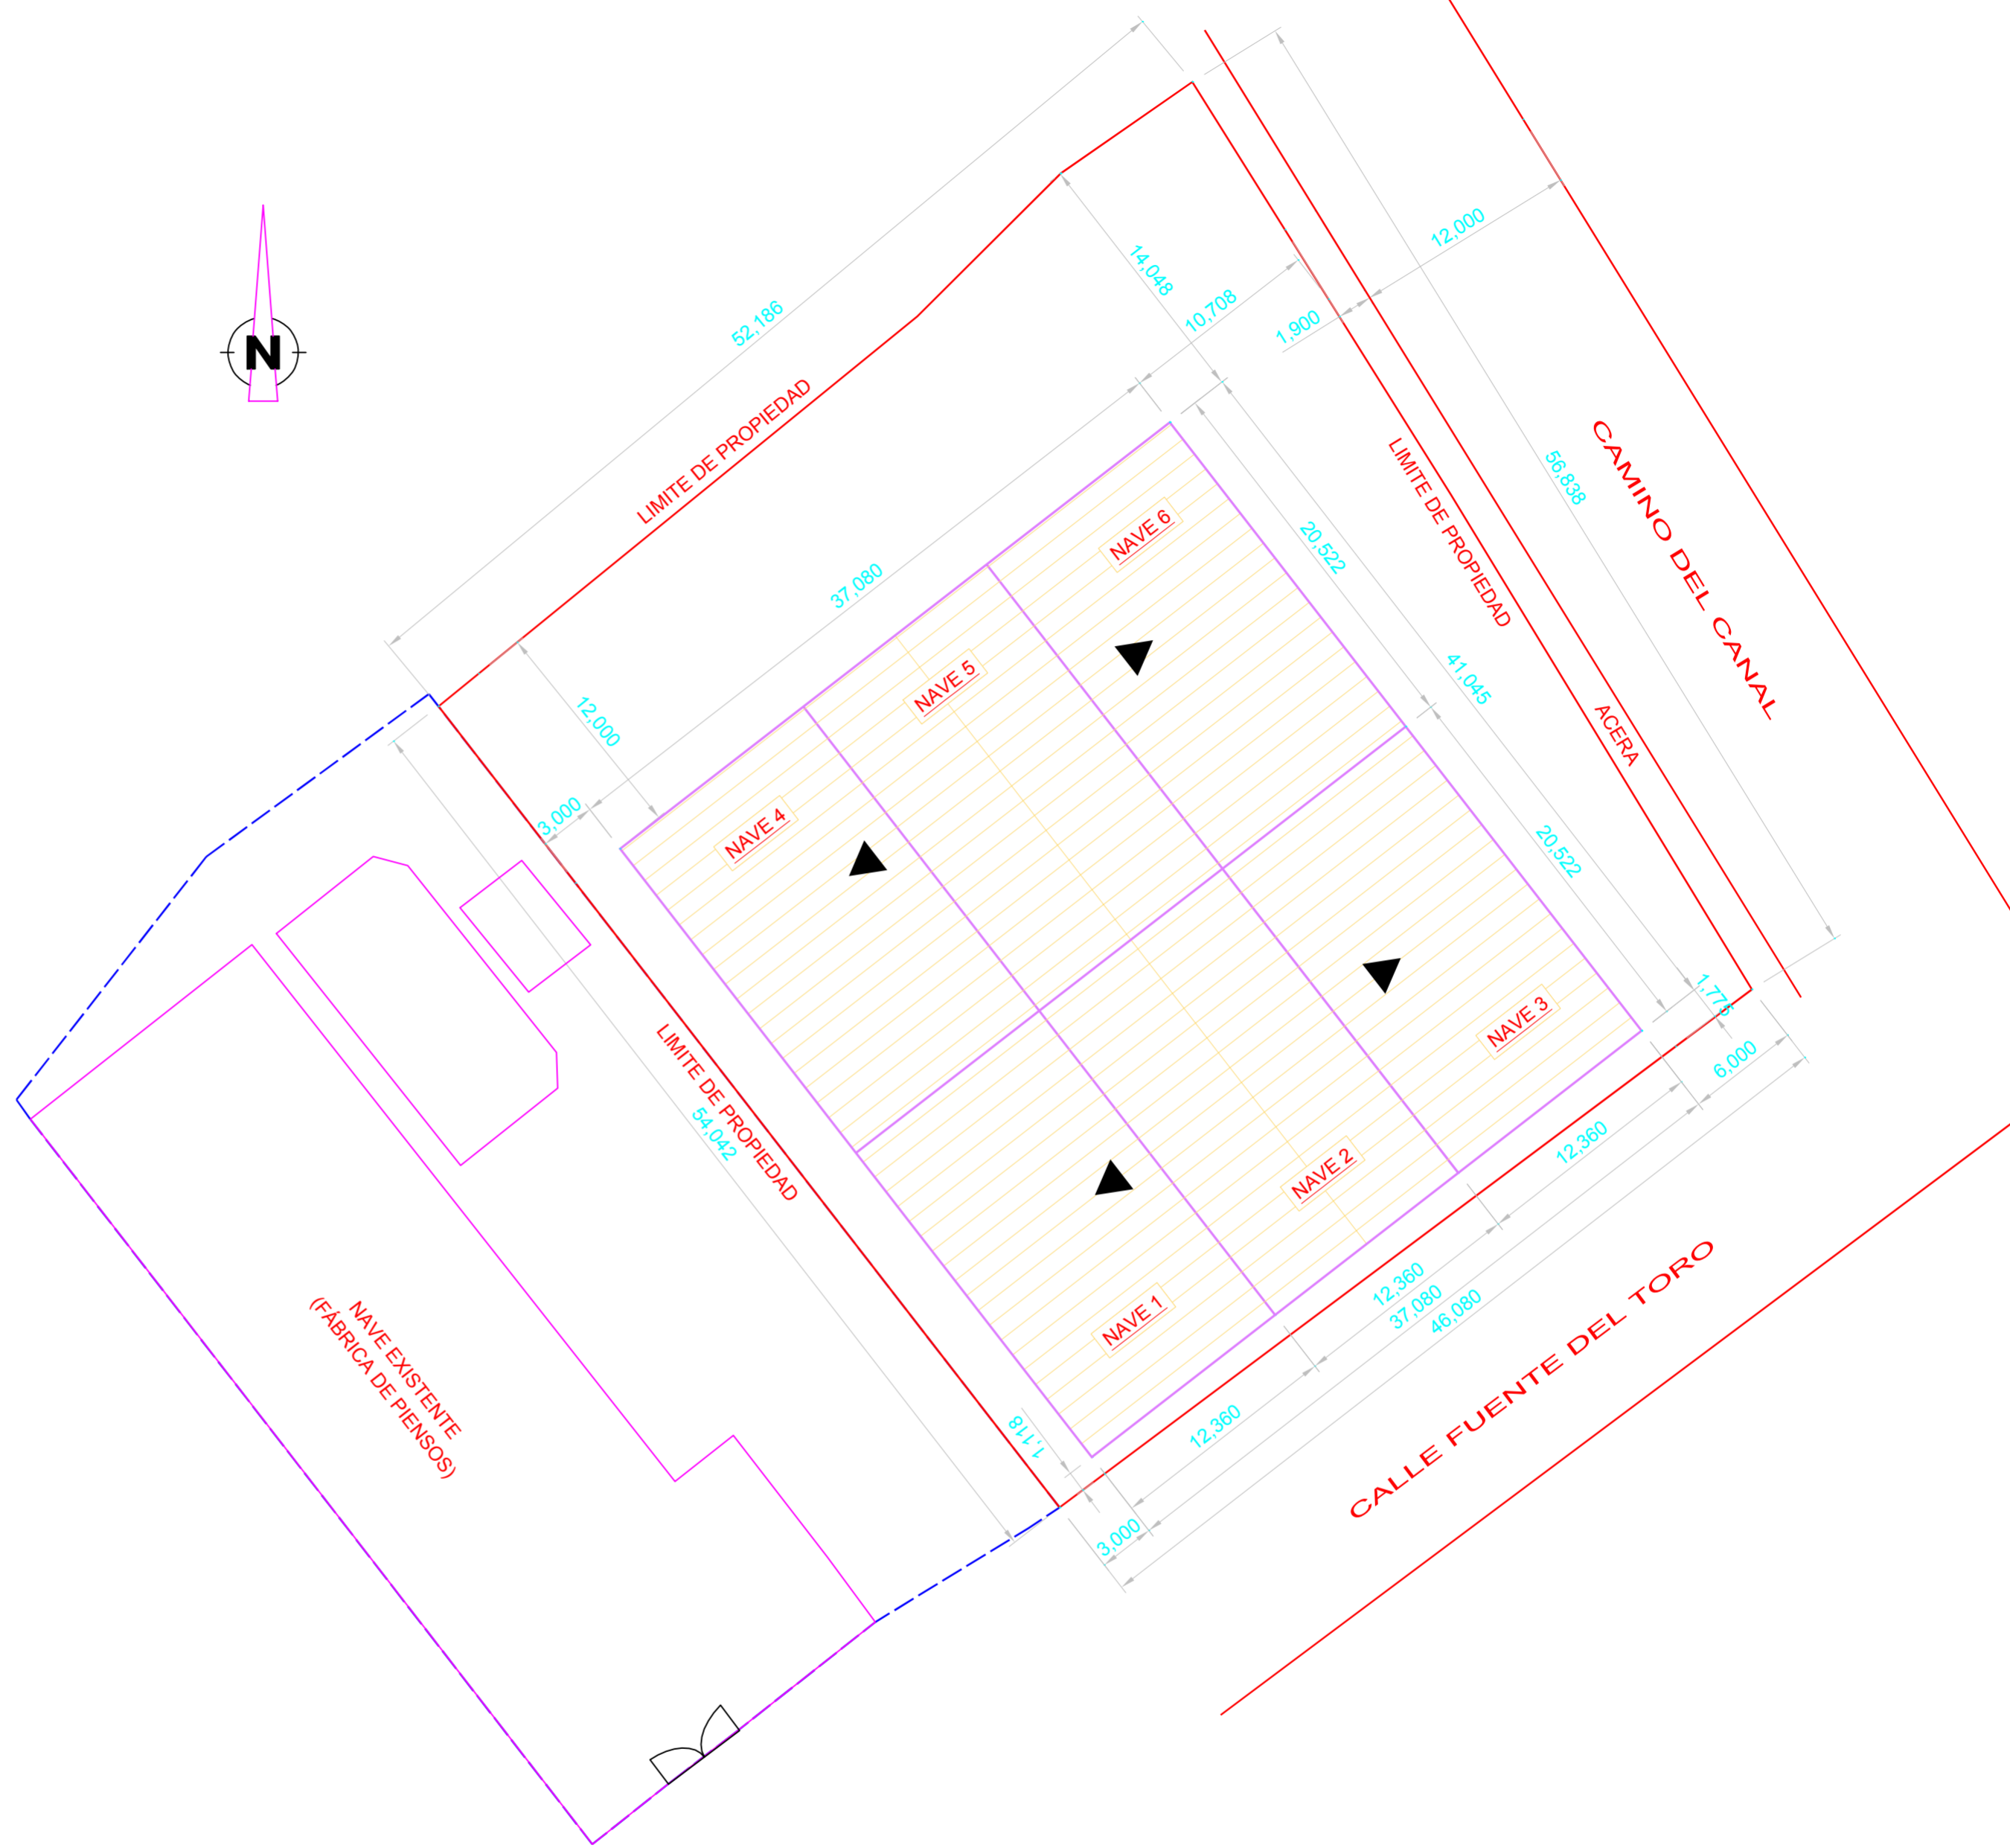 52,186
12,000
14,048
10,708
1,900
N
LIMITE DE PROPIEDAD
CAMINO DEL CANAL
56,838
LIMITE DE PROPIEDAD
NAVE 6
20,522
37,080
NAVE 5
41,045
12,000
ACERA
3,000
NAVE 4
20,522
1,775
NAVE 3
6,000
LIMITE DE PROPIEDAD
54,042
12,360
NAVE 2
12,360
37,080
46,080
CALLE FUENTE DEL TORO
NAVE 1
NAVE EXISTENTE
(FÁBRICA DE PIENSOS)
12,360
1,118
3,000